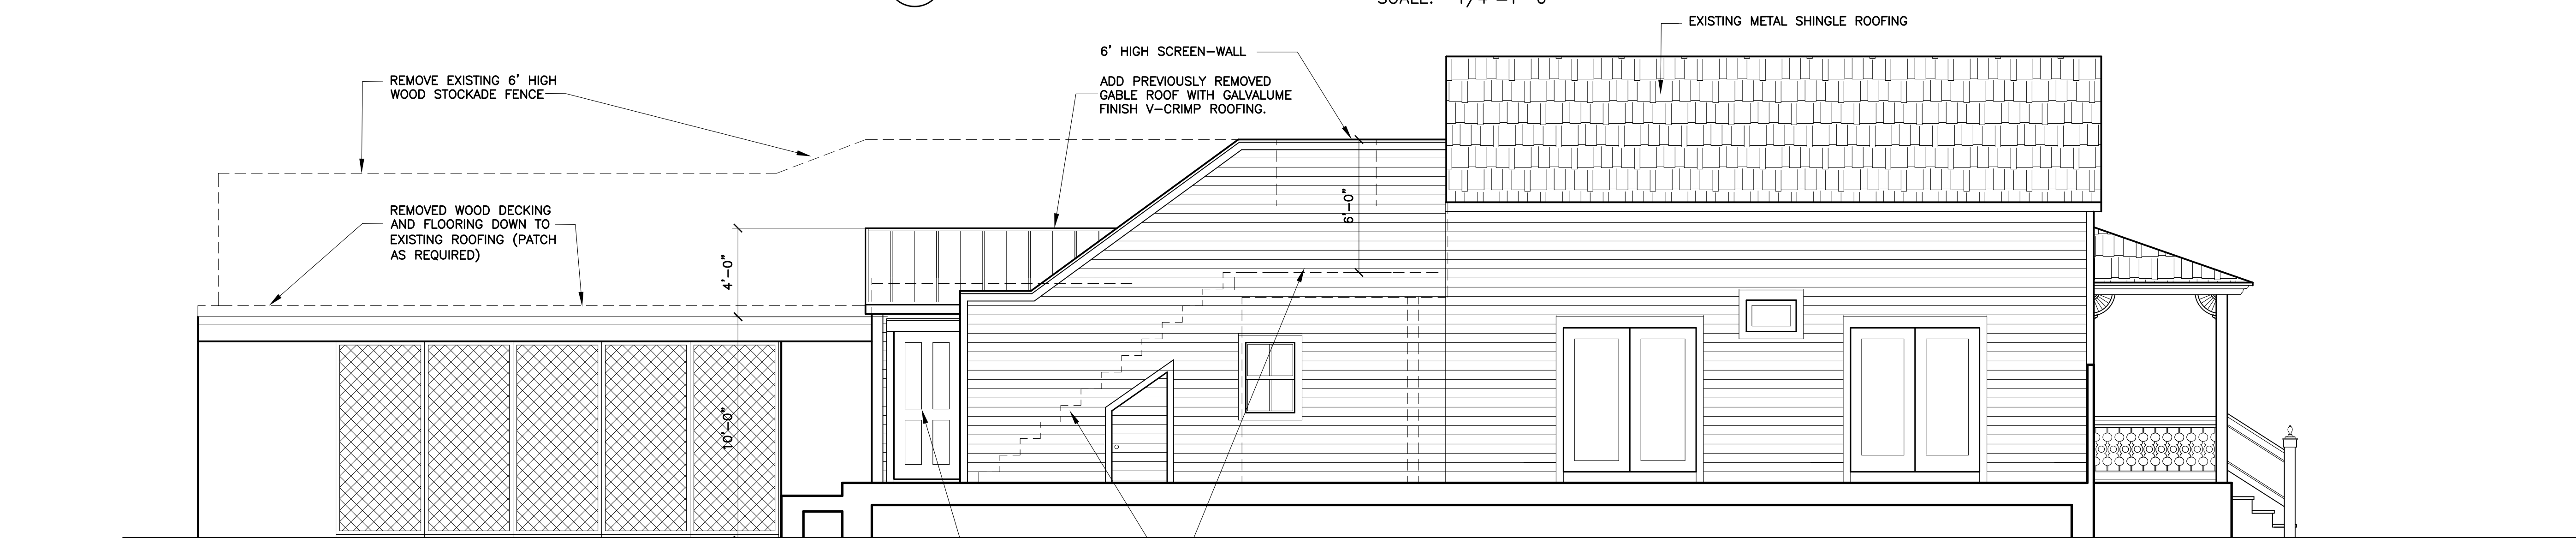 EXISTING METAL SHINGLE ROOFING
6' HIGH SCREEN-WALL
ADD PREVIOUSLY REMOVED
GABLE ROOF WITH GALVALUME
FINISH V-CRIMP ROOFING.
REMOVE EXISTING 6' HIGH
WOOD STOCKADE FENCE
REMOVED WOOD DECKING
AND FLOORING DOWN TO
EXISTING ROOFING (PATCH
AS REQUIRED)
6'-0"
4'-0"
10'-0"